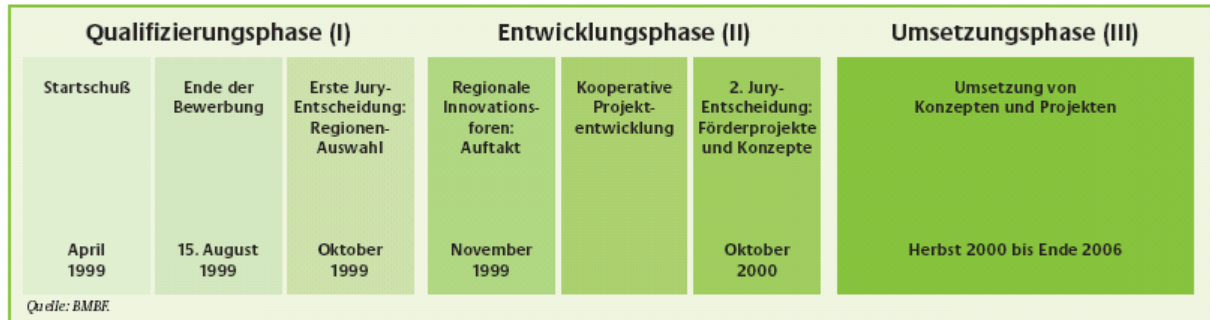 Qualifizierungsphase (I)
Startschuß
April
1999
Ende der
Bewerbung
15. August
1999
Erste Jury-
Entscheidung:
Regionen-
Auswahl
Oktober
1999
Entwicklungsphase (II)
Regionale
Innovations-
foren:
Auftakt
November
1999
Kooperative
Projekt-
entwicklung
2. Jury-
Entscheidung:
Förderprojekte
und Konzepte
Oktober
2000
Umsetzungsphase (III)
Umsetzung von
Konzepten und Projekten
Herbst 2000 bis Ende 2006
Quelle: BMBF.